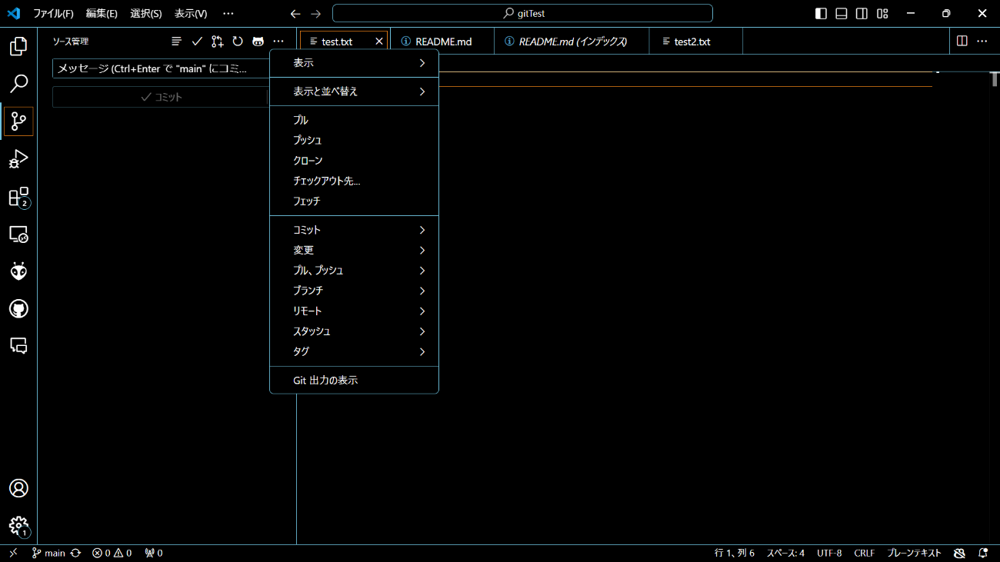 ファイル(F) 編集(E) 選択(S) 表示(V) … gitTest
ソース管理
test.txt README.md README.md (インデックス) test2.txt
メッセージ (Ctrl+Enter で "main" にコミ...
コミット
表示
表示と並べ替え
プル
プッシュ
クローン
チェックアウト先...
フェッチ
コミット
変更
プル、プッシュ
ブランチ
リモート
スタッシュ
タグ
Git 出力の表示
2
1
main 0 0 0 行 1、列 6 スペース: 4 UTF-8 CRLF プレーンテキスト